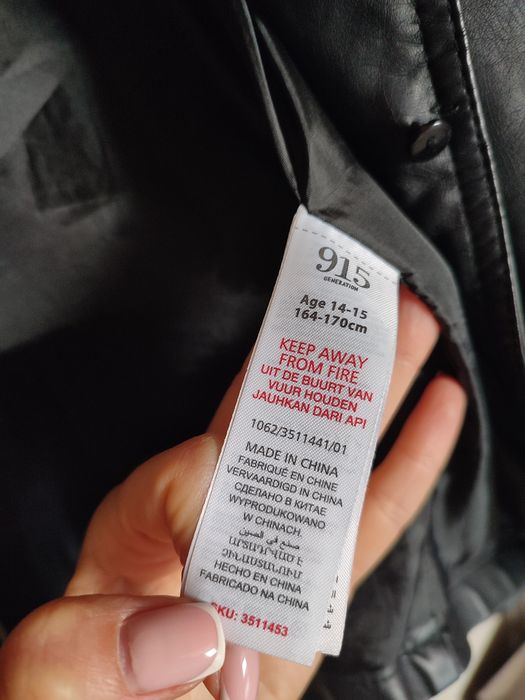 915
GENERATION
Age 14-15
164-170cm
KEEP AWAY
FROM FIRE
UIT DE BUURT VAN
VUUR HOUDEN
JAUHKAN DARI API
1062/3511441/01
MADE IN CHINA
FABRIQUÉ EN CHINE
VERVAARDIGD IN CHINA
СДЕЛАНО В КИТАЕ
WYPRODUKOWANO
W CHINACH.
صنع في الصين
ԱՐՏԱԴՐՎԱԾ Է
ՉԻՆԱՍՏԱՆՈՒՄ
HECHO EN CHINA
FABRICADO NA CHINA
SKU: 3511453